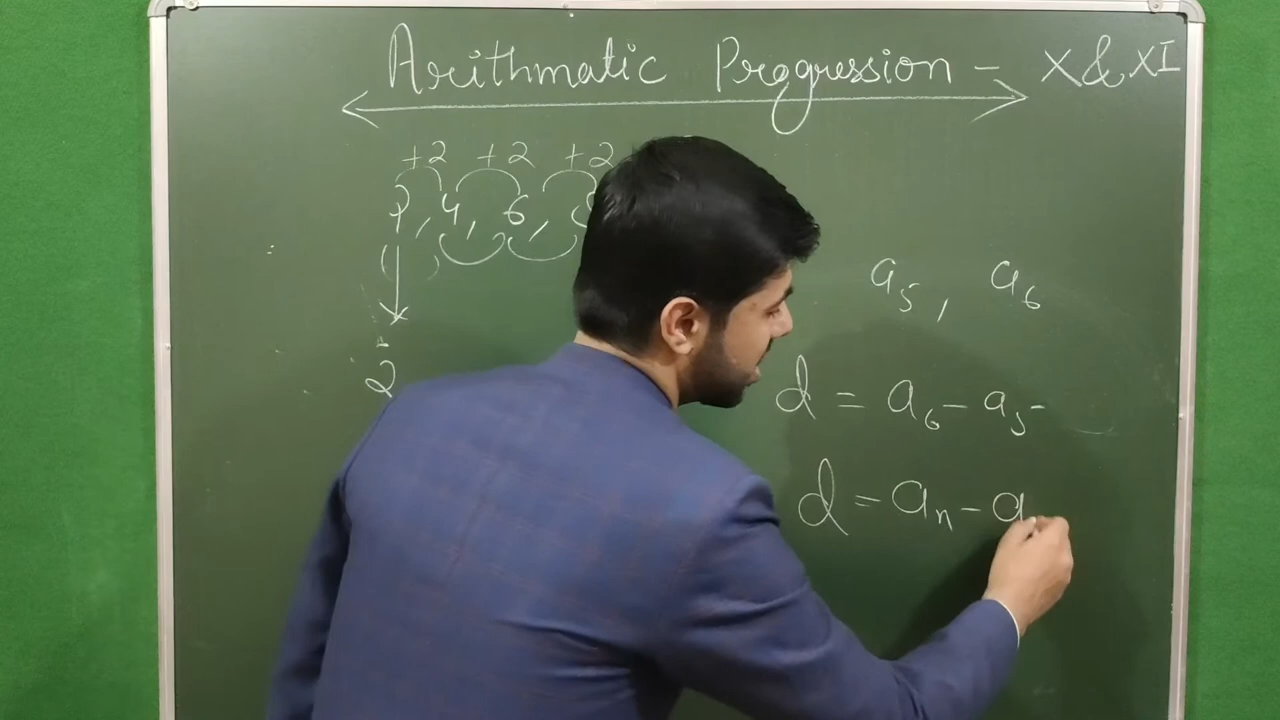 Arithmatic Progression - X & XI
+2 +2 +2
2, 4, 6,
2
a5, a6
d = a6 - a5
d = an - a